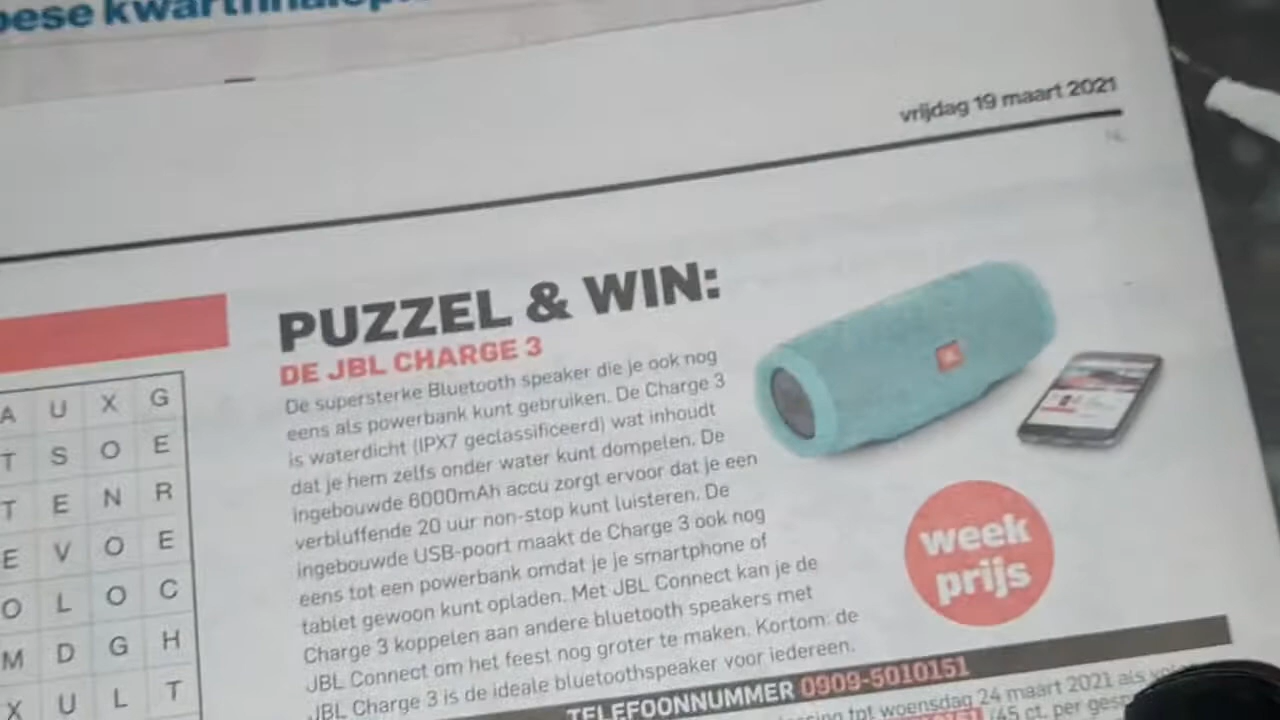 vrijdag 19 maart 2021
NL
PUZZEL & WIN:
DE JBL CHARGE 3
De supersterke Bluetooth speaker die je ook nog
eens als powerbank kunt gebruiken. De Charge 3
is waterdicht (IPX7 geclassificeerd) wat inhoudt
dat je hem zelfs onder water kunt dompelen. De
ingebouwde 6000mAh accu zorgt ervoor dat je een
verbluffende 20 uur non-stop kunt luisteren. De
ingebouwde USB-poort maakt de Charge 3 ook nog
eens tot een powerbank omdat je je smartphone of
tablet gewoon kunt opladen. Met JBL Connect kan je de
Charge 3 koppelen aan andere bluetooth speakers met
JBL Connect om het feest nog groter te maken. Kortom: de
JBL Charge 3 is de ideale bluetoothspeaker voor iedereen.
week
prijs
TELEFOONNUMMER 0909-5010151
tot woensdag 24 maart 2021 als
(45 ct. per
A U X G
T S O E
T E N R
E V O E
O L O C
M D G H
X U L T